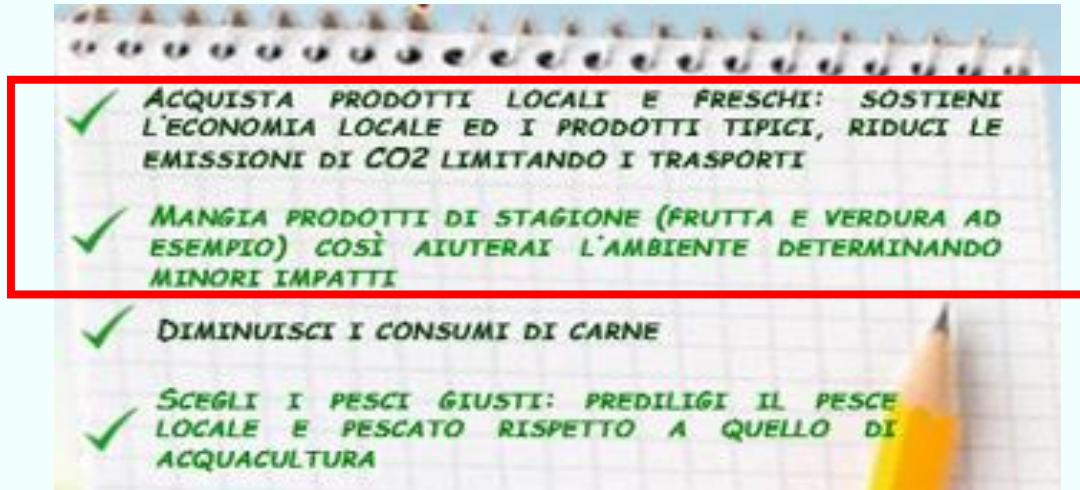 ACQUISTA PRODOTTI LOCALI E FRESCHI: SOSTIENI
L'ECONOMIA LOCALE ED I PRODOTTI TIPICI, RIDUCI LE
EMISSIONI DI CO2 LIMITANDO I TRASPORTI
MANGIA PRODOTTI DI STAGIONE (FRUTTA E VERDURA AD
ESEMPIO) COSÌ AIUTERAI L'AMBIENTE DETERMINANDO
MINORI IMPATTI
DIMINUISCI I CONSUMI DI CARNE
SCEGLI I PESCI GIUSTI: PREDILIGI IL PESCE
LOCALE E PESCATO RISPETTO A QUELLO DI
ACQUACULTURA